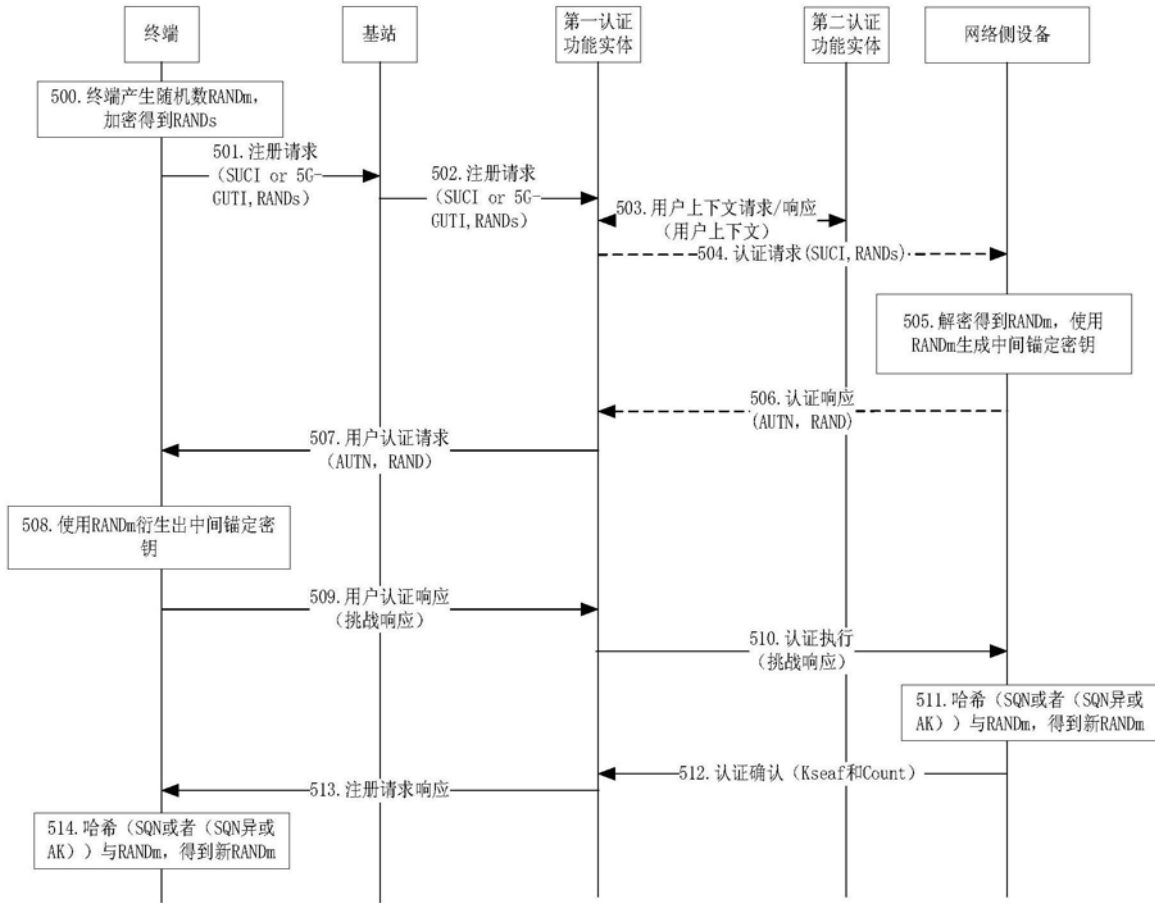 终端
基站
第一认证
功能实体
第二认证
功能实体
网络侧设备
500.终端产生随机数RANDm，
加密得到RANDs
501.注册请求
（SUCI or 5G-
GUTI,RANDs）
502.注册请求
（SUCI or 5G-
GUTI,RANDs）
503.用户上下文请求/响应
（用户上下文）
504.认证请求(SUCI,RANDs)
505.解密得到RANDm，使用
RANDm生成中间锚定密钥
506.认证响应
(AUTN，RAND)
507.用户认证请求
（AUTN，RAND）
508.使用RANDm衍生出中间锚定密
钥
509.用户认证响应
（挑战响应）
510.认证执行
（挑战响应）
511.哈希（SQN或者（SQN异或
AK））与RANDm，得到新RANDm
512.认证确认（Kseaf和Count）
513.注册请求响应
514.哈希（SQN或者（SQN异或
AK））与RANDm，得到新RANDm